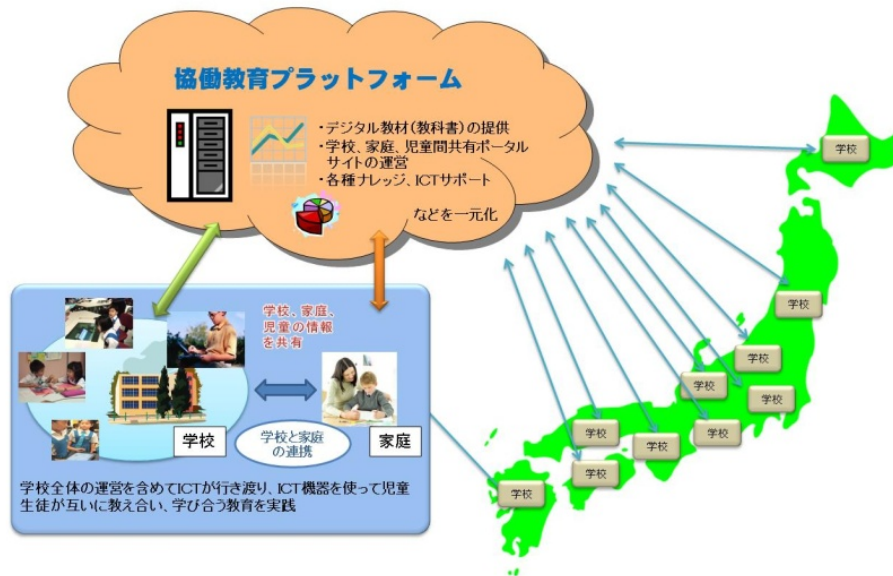 協働教育プラットフォーム
・デジタル教材(教科書)の提供
・学校、家庭、児童間共有ポータル
サイトの運営
・各種ナレッジ、ICTサポート
などを一元化
学校、家庭、
児童の情報
を共有
学校
学校と家庭
の連携
家庭
学校全体の運営を含めてICTが行き渡り、ICT機器を使って児童
生徒が互いに教え合い、学び合う教育を実践
学校
学校
学校
学校
学校
学校
学校
学校
学校
学校